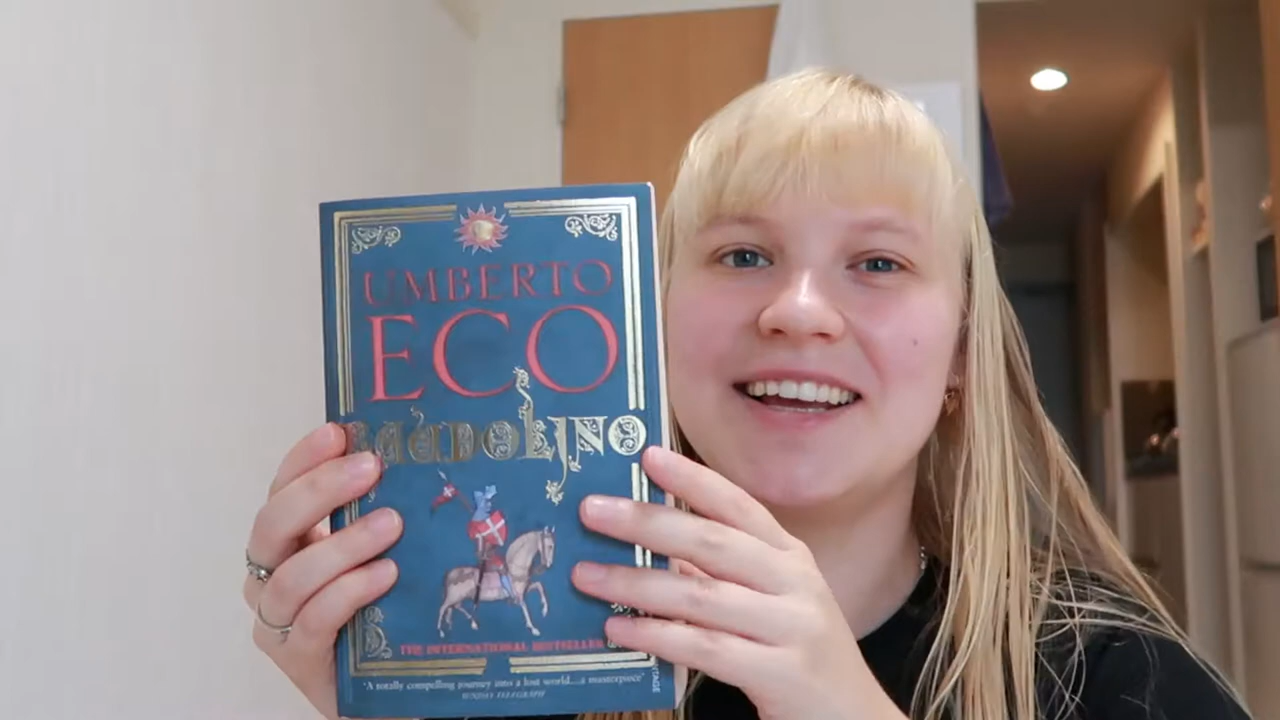 UMBERTO
ECO
BAUDOLINO
THE INTERNATIONAL BESTSELLER
'A totally compelling journey into a lost world...a masterpiece'
SUNDAY TELEGRAPH